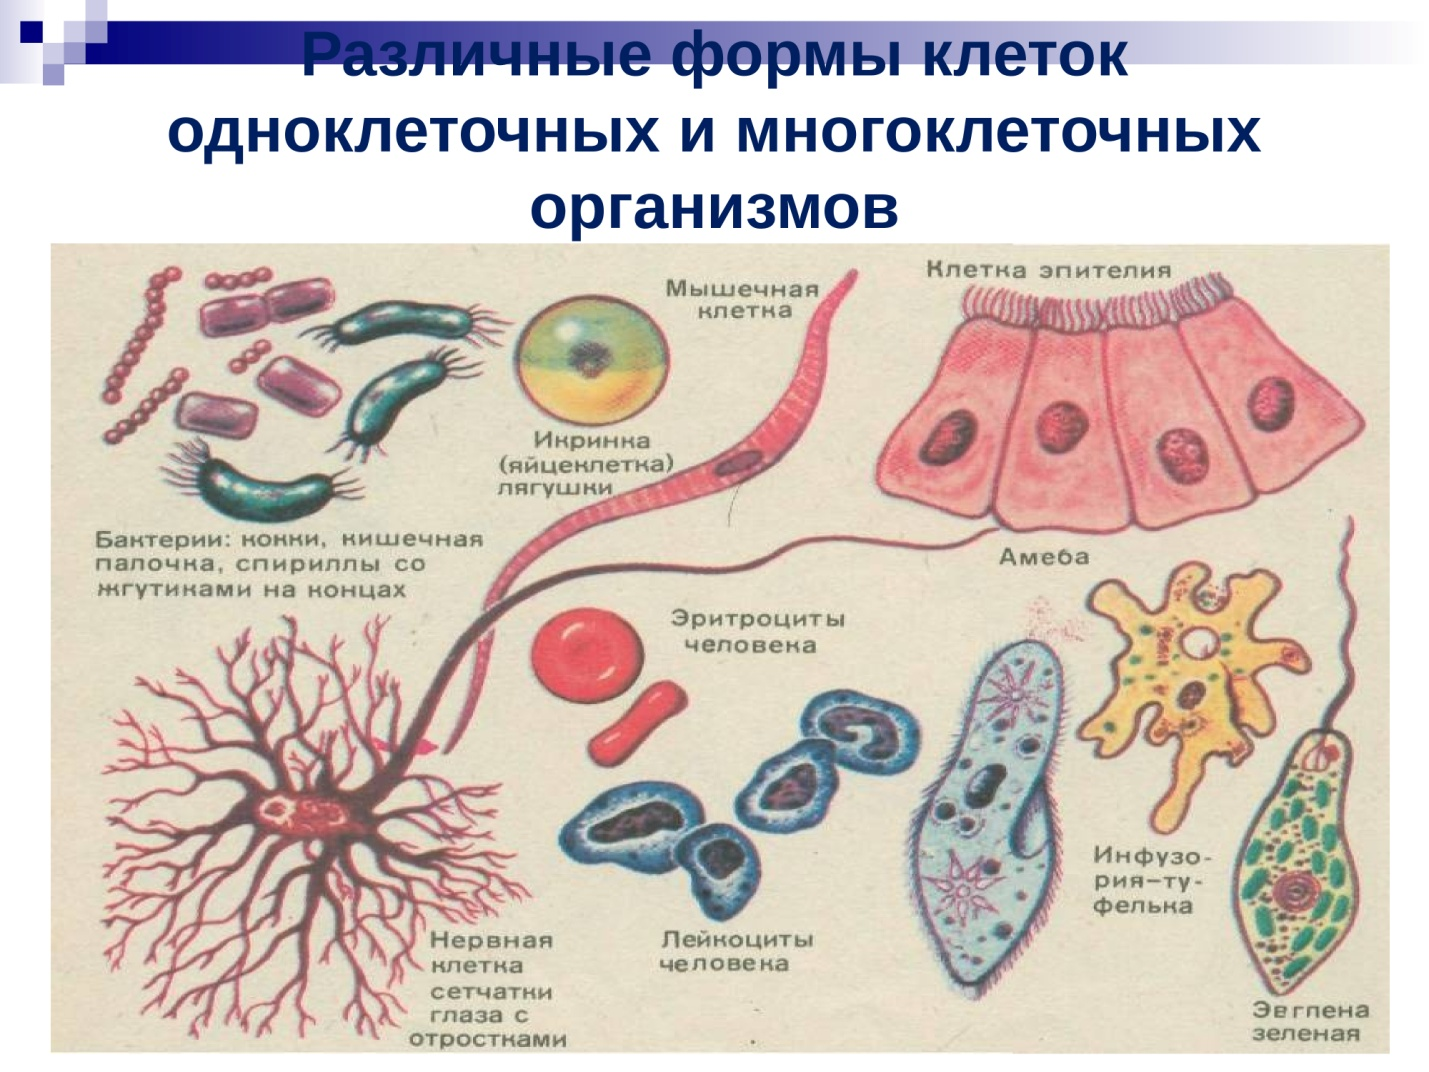 Различные формы клеток
одноклеточных и многоклеточных
организмов
Мышечная
клетка
Клетка эпителия
Икринка
(яйцеклетка)
лягушки
Бактерии: кокки, кишечная
палочка, спириллы со
жгутиками на концах
Амеба
Эритроциты
человека
Инфузо-
рия–ту-
фелька
Нервная
клетка
сетчатки
глаза с
отростками
Лейкоциты
человека
Эвглена
зеленая